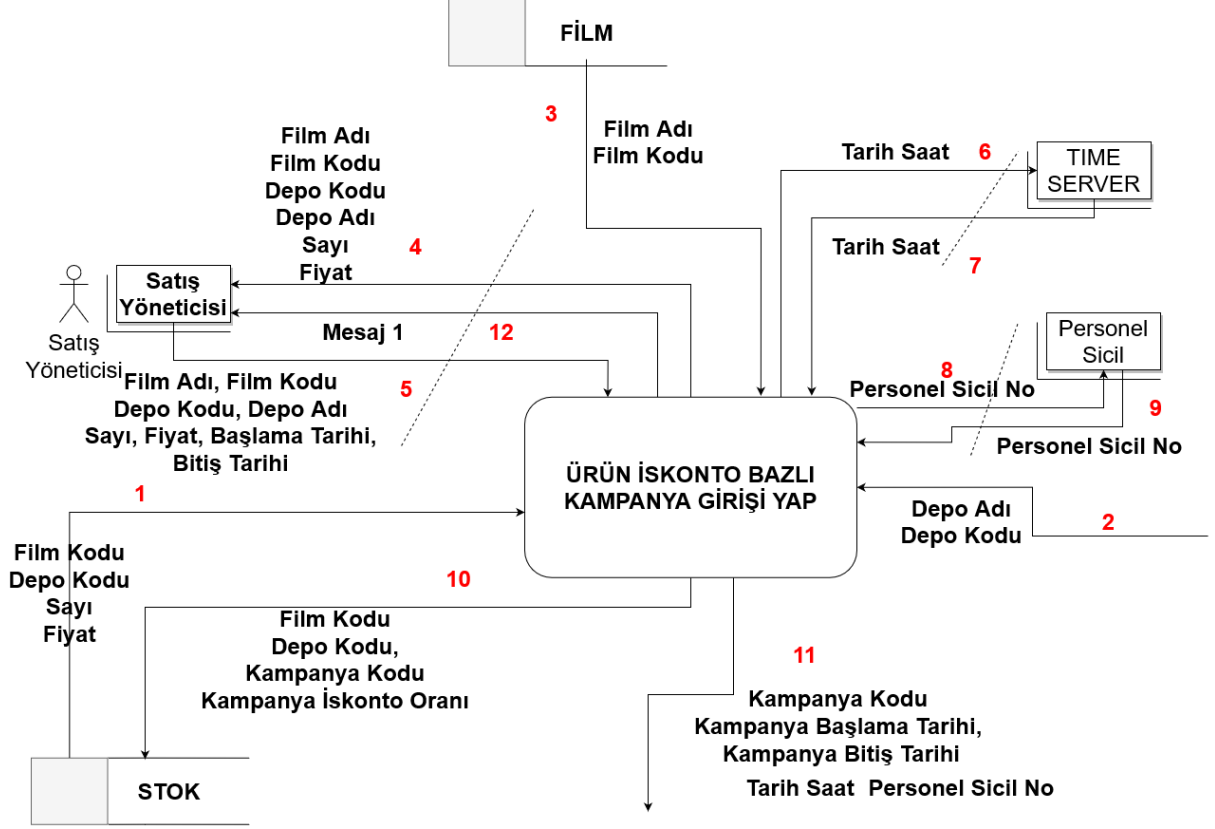 FİLM
3
Film Adı
Film Kodu
Film Adı
Film Kodu
Depo Kodu
Depo Adı
Sayı
Fiyat
4
Tarih Saat
6
TIME
SERVER
Tarih Saat
7
Satış
Yöneticisi
Satış
Yöneticisi
Mesaj 1
12
Film Adı, Film Kodu
Depo Kodu, Depo Adı
Sayı, Fiyat, Başlama Tarihi,
Bitiş Tarihi
5
Personel
Sicil
8
Personel Sicil No
9
Personel Sicil No
ÜRÜN İSKONTO BAZLI
KAMPANYA GİRİŞİ YAP
1
Film Kodu
Depo Kodu
Sayı
Fiyat
Depo Adı
Depo Kodu
2
10
Film Kodu
Depo Kodu,
Kampanya Kodu
Kampanya İskonto Oranı
11
Kampanya Kodu
Kampanya Başlama Tarihi,
Kampanya Bitiş Tarihi
Tarih Saat Personel Sicil No
STOK